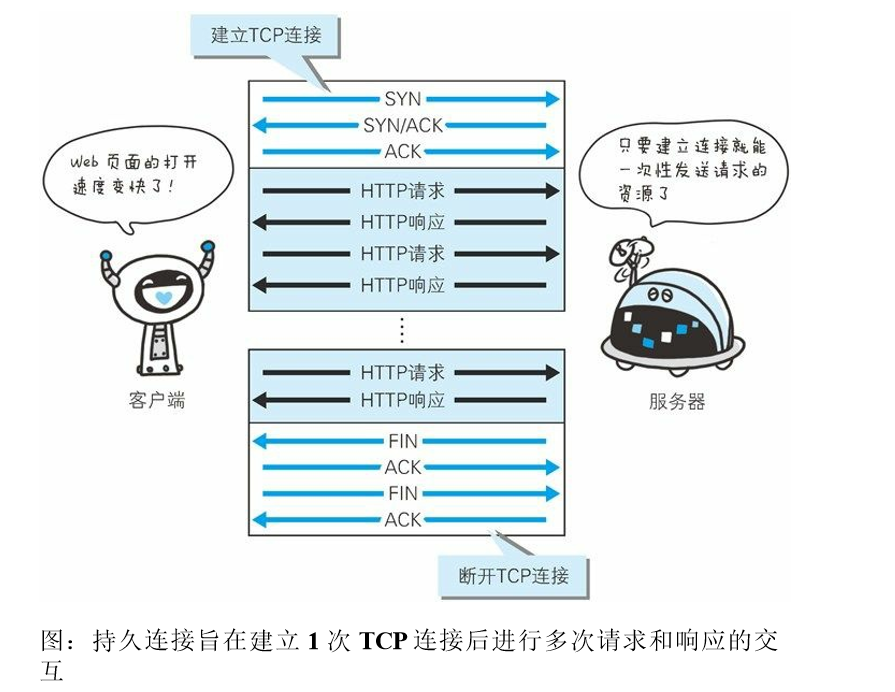 建立TCP连接
SYN
SYN/ACK
ACK
Web 页面的打开
速度变快了!
只要建立连接就能
一次性发送请求的
资源了
HTTP请求
HTTP响应
HTTP请求
HTTP响应
HTTP请求
HTTP响应
客户端
服务器
FIN
ACK
FIN
ACK
断开TCP连接
图：持久连接旨在建立 1 次 TCP 连接后进行多次请求和响应的交
互